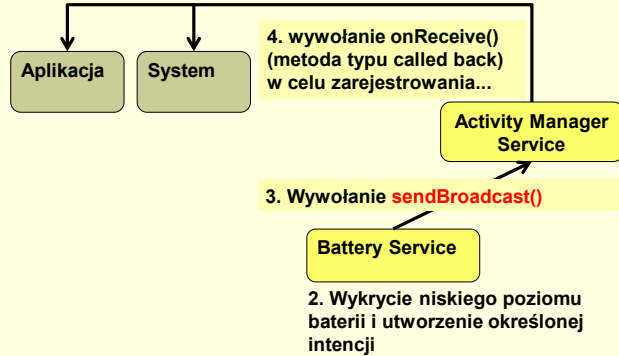 Aplikacja
System
4. wywołanie onReceive()
(metoda typu called back)
w celu zarejestrowania...
Activity Manager
Service
3. Wywołanie sendBroadcast()
Battery Service
2. Wykrycie niskiego poziomu
baterii i utworzenie określonej
intencji